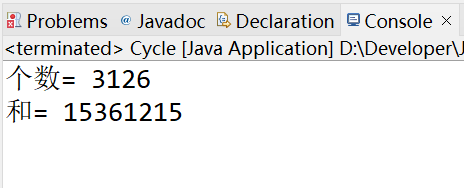 Problems @ Javadoc Declaration Console
<terminated> Cycle [Java Application] D:\Developer\J
个数= 3126
和= 15361215